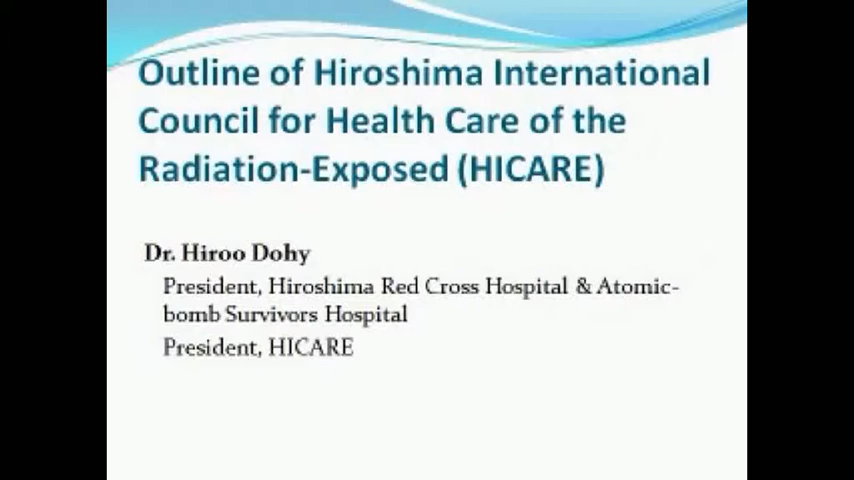 Outline of Hiroshima International
Council for Health Care of the
Radiation-Exposed (HICARE)
Dr. Hiroo Dohy
President, Hiroshima Red Cross Hospital & Atomic-
bomb Survivors Hospital
President, HICARE